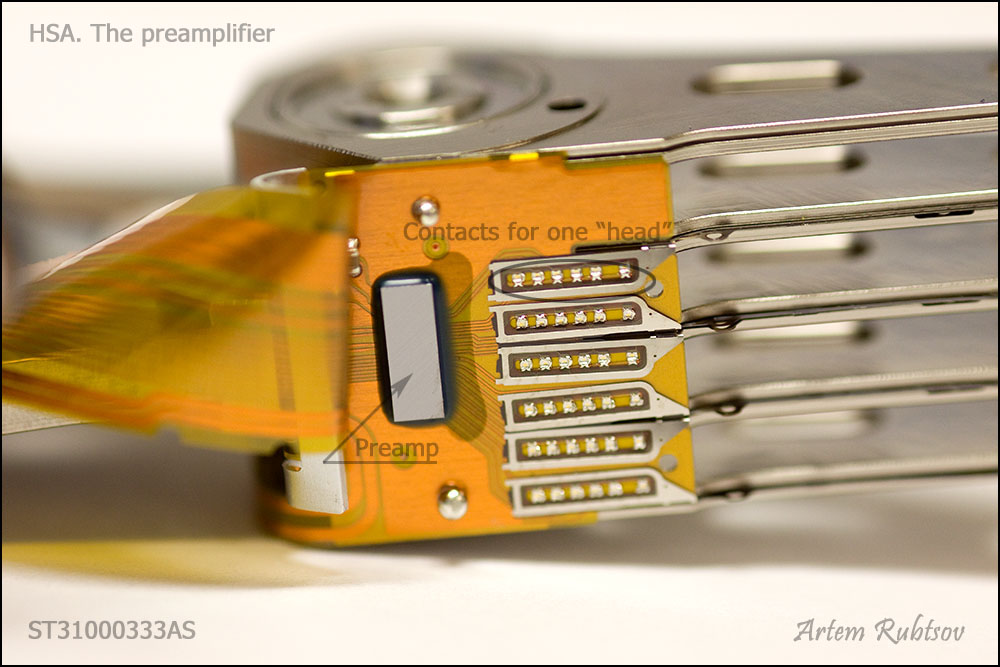 HSA. The preamplifier
Contacts for one “head”
Preamp
ST31000333AS
Artem Rubtsov